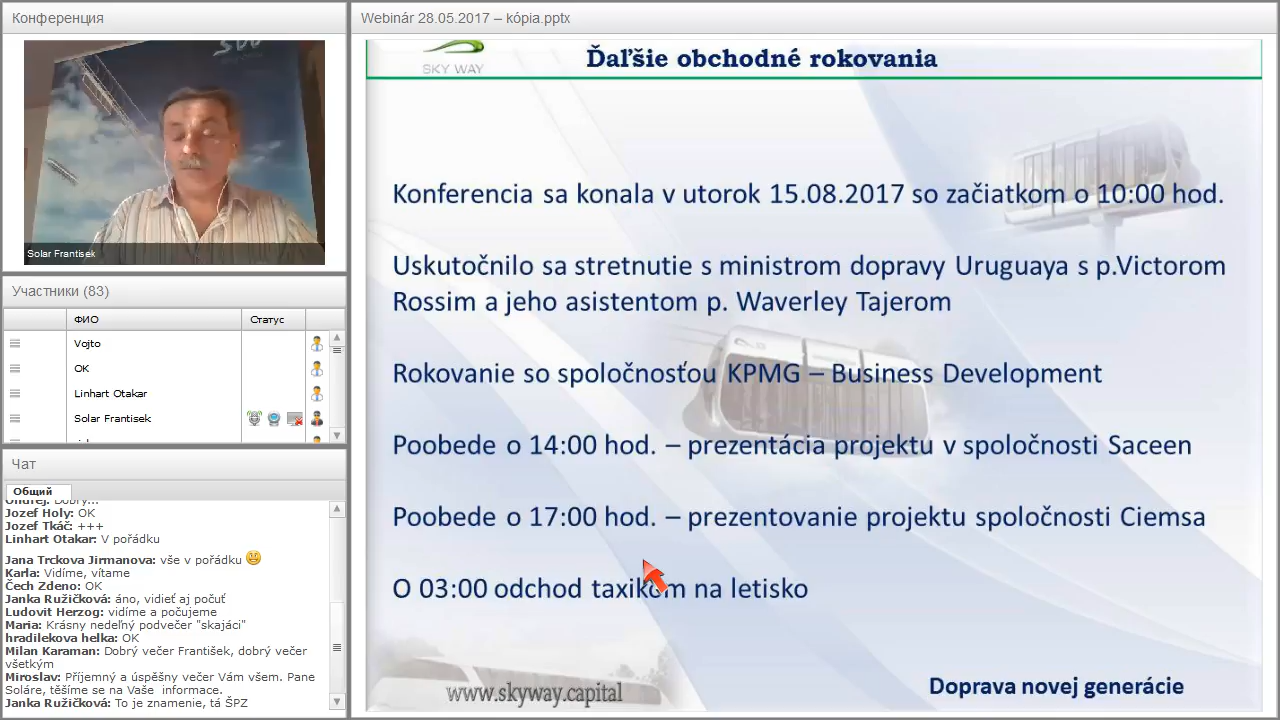 Конференция
Solar Frantisek
Участники (83)
ФИО
Статус
Vojto
OK
Linhart Otakar
Solar Frantisek
Чат
Общий
Ondrej: Dobrý...
Jozef Holy: OK
Jozef Tkáč: +++
Linhart Otakar: V pořádku
Jana Trckova Jirmanova: vše v pořádku
Karla: Vidíme, vítame
Čech Zdeno: OK
Janka Ružičková: áno, vidieť aj počuť
Ludovit Herzog: vidíme a počujeme
Maria: Krásny nedeľný podvečer "skajáci"
hradilekova helka: OK
Milan Karaman: Dobrý večer František, dobrý večer
všetkým
Miroslav: Příjemný a úspěšny večer Vám všem. Pane
Soláre, těšíme se na Vaše informace.
Janka Ružičková: To je znamenie, tá ŠPZ
Webinár 28.05.2017 – kópia.pptx
SKY WAY
Ďaľšie obchodné rokovania
Konferencia sa konala v utorok 15.08.2017 so začiatkom o 10:00 hod.
Uskutočnilo sa stretnutie s ministrom dopravy Uruguaya s p.Victorom
Rossim a jeho asistentom p. Waverley Tajerom
Rokovanie so spoločnosťou KPMG – Business Development
Poobede o 14:00 hod. – prezentácia projektu v spoločnosti Saceen
Poobede o 17:00 hod. – prezentovanie projektu spoločnosti Ciemsa
O 03:00 odchod taxikom na letisko
www.skyway.capital
Doprava novej generácie